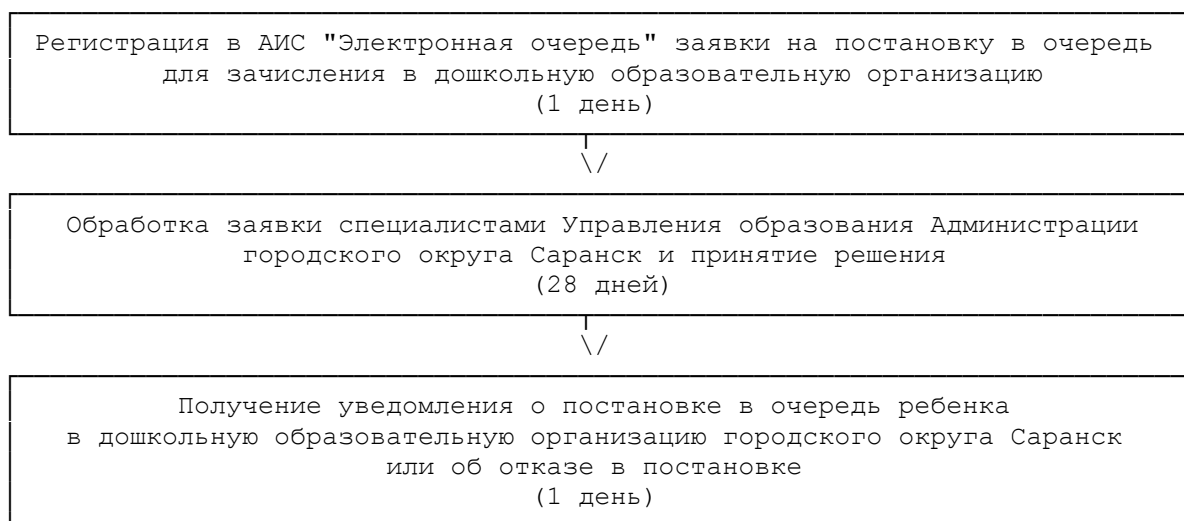 Регистрация в АИС "Электронная очередь" заявки на постановку в очередь
для зачисления в дошкольную образовательную организацию
(1 день)
\/
Обработка заявки специалистами Управления образования Администрации
городского округа Саранск и принятие решения
(28 дней)
\/
Получение уведомления о постановке в очередь ребенка
в дошкольную образовательную организацию городского округа Саранск
или об отказе в постановке
(1 день)